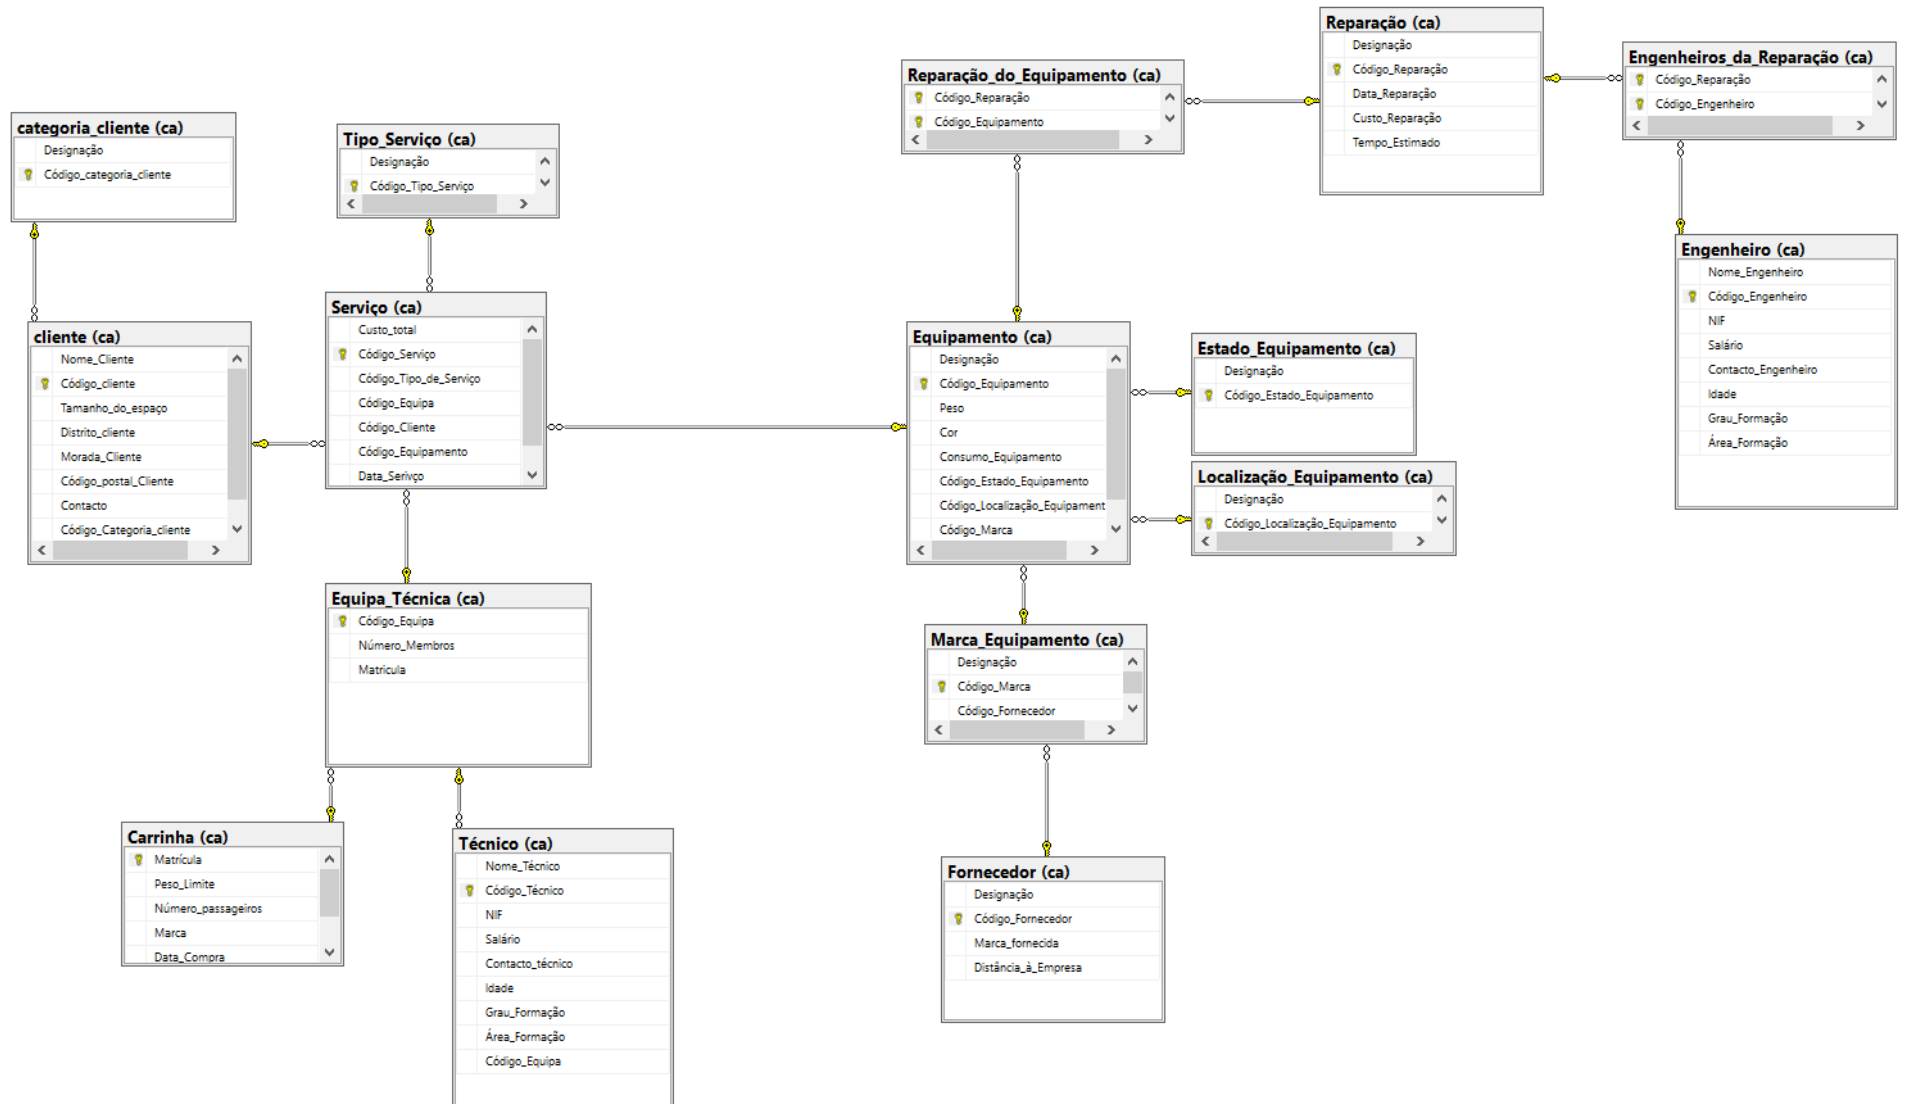 categoria_cliente (ca)
Designação
Código_categoria_cliente
Tipo_Serviço (ca)
Designação
Código_Tipo_Serviço
cliente (ca)
Nome_Cliente
Código_cliente
Tamanho_do_espaço
Distrito_cliente
Morada_Cliente
Código_postal_Cliente
Contacto
Código_Categoria_cliente
Serviço (ca)
Custo_total
Código_Serviço
Código_Tipo_de_Serviço
Código_Equipa
Código_Cliente
Código_Equipamento
Data_Serivço
Equipa_Técnica (ca)
Código_Equipa
Número_Membros
Matricula
Carrinha (ca)
Matrícula
Peso_Limite
Número_passageiros
Marca
Data_Compra
Técnico (ca)
Nome_Técnico
Código_Técnico
NIF
Salário
Contacto_técnico
Idade
Grau_Formação
Área_Formação
Código_Equipa
Reparação_do_Equipamento (ca)
Código_Reparação
Código_Equipamento
Reparação (ca)
Designação
Código_Reparação
Data_Reparação
Custo_Reparação
Tempo_Estimado
Engenheiros_da_Reparação (ca)
Código_Reparação
Código_Engenheiro
Engenheiro (ca)
Nome_Engenheiro
Código_Engenheiro
NIF
Salário
Contacto_Engenheiro
Idade
Grau_Formação
Área_Formação
Equipamento (ca)
Designação
Código_Equipamento
Peso
Cor
Consumo_Equipamento
Código_Estado_Equipamento
Código_Localização_Equipament
Código_Marca
Estado_Equipamento (ca)
Designação
Código_Estado_Equipamento
Localização_Equipamento (ca)
Designação
Código_Localização_Equipamento
Marca_Equipamento (ca)
Designação
Código_Marca
Código_Fornecedor
Fornecedor (ca)
Designação
Código_Fornecedor
Marca_fornecida
Distância_à_Empresa